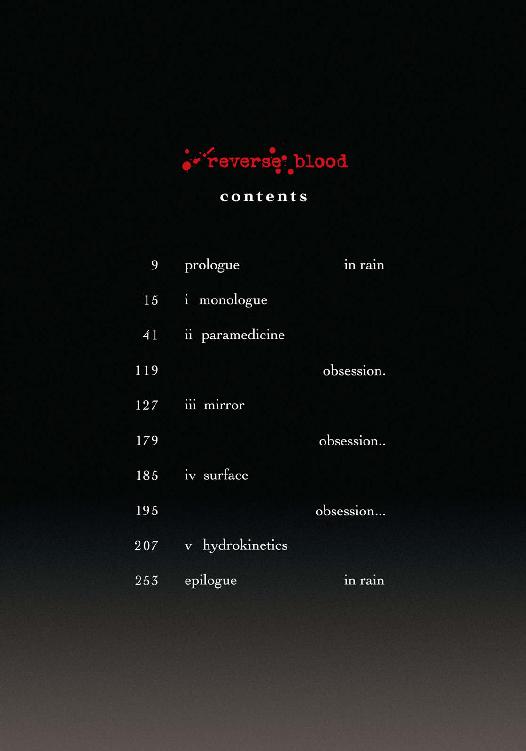 reverse blood
contents
9 prologue in rain
15 i monologue
41 ii paramedicine
119 obsession.
127 iii mirror
179 obsession..
185 iv surface
195 obsession...
207 v hydrokinetics
253 epilogue in rain